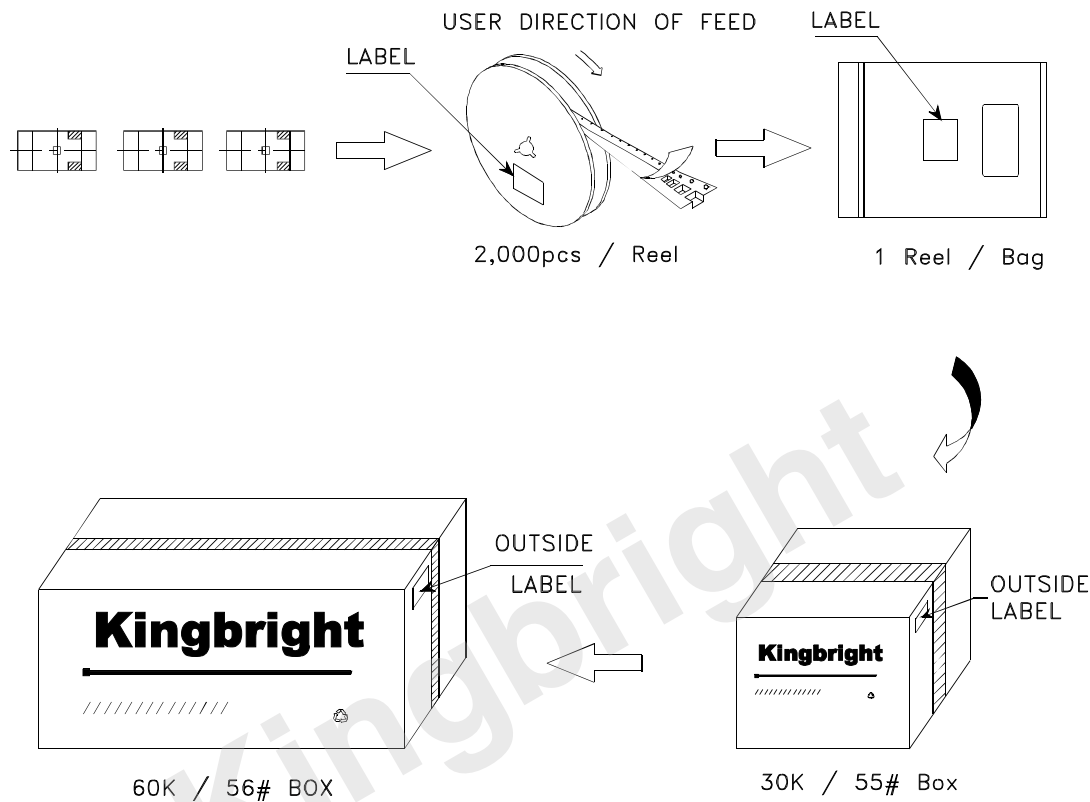 USER DIRECTION OF FEED
LABEL
LABEL
2,000pcs / Reel
1 Reel / Bag
OUTSIDE
LABEL
OUTSIDE
LABEL
Kingbright
Kingbright
60K / 56# BOX
30K / 55# Box
Kingbright